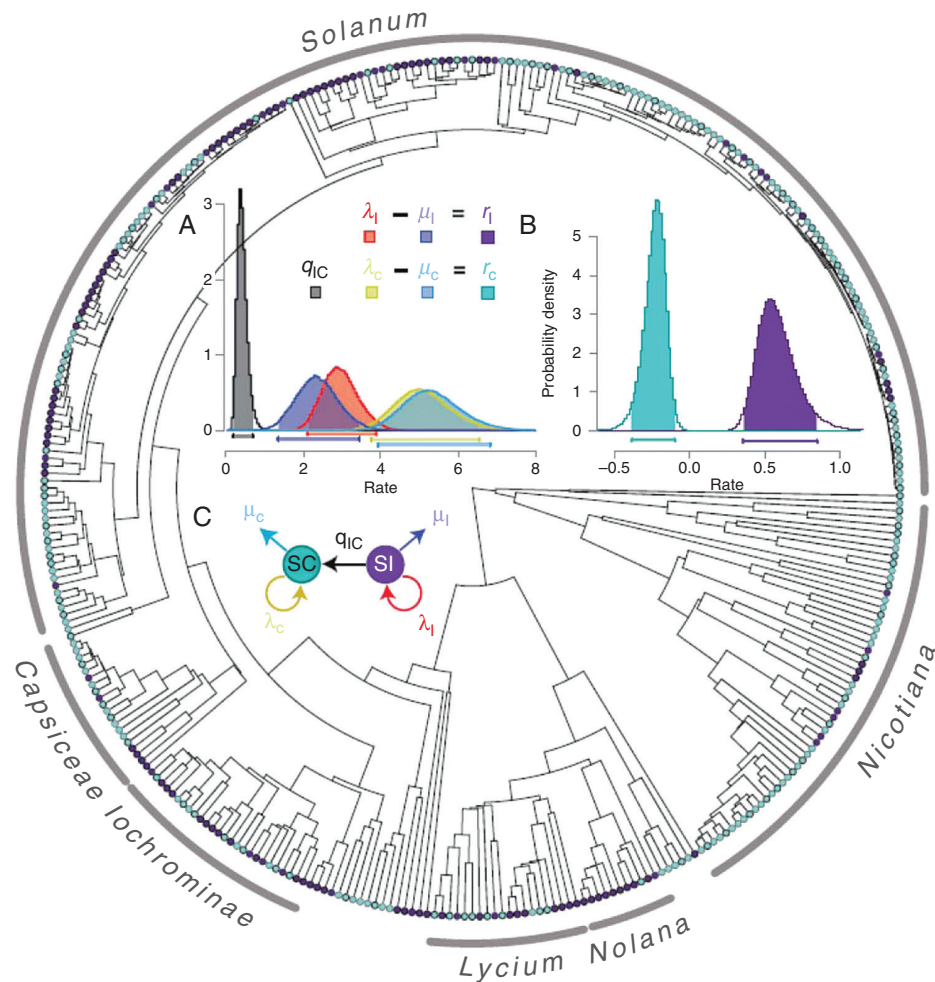 Solanum
A
λI − μI = rI
B
qIC
λc − μc = rc
3
2
1
0
0
2
4
6
8
Rate
Probability density
5
4
3
2
1
0
−0.5
0.0
0.5
1.0
Rate
C
μc
qIC
μI
SC
SI
λc
λI
Capsiceae
Iochrominae
Lycium
Nolana
Nicotiana